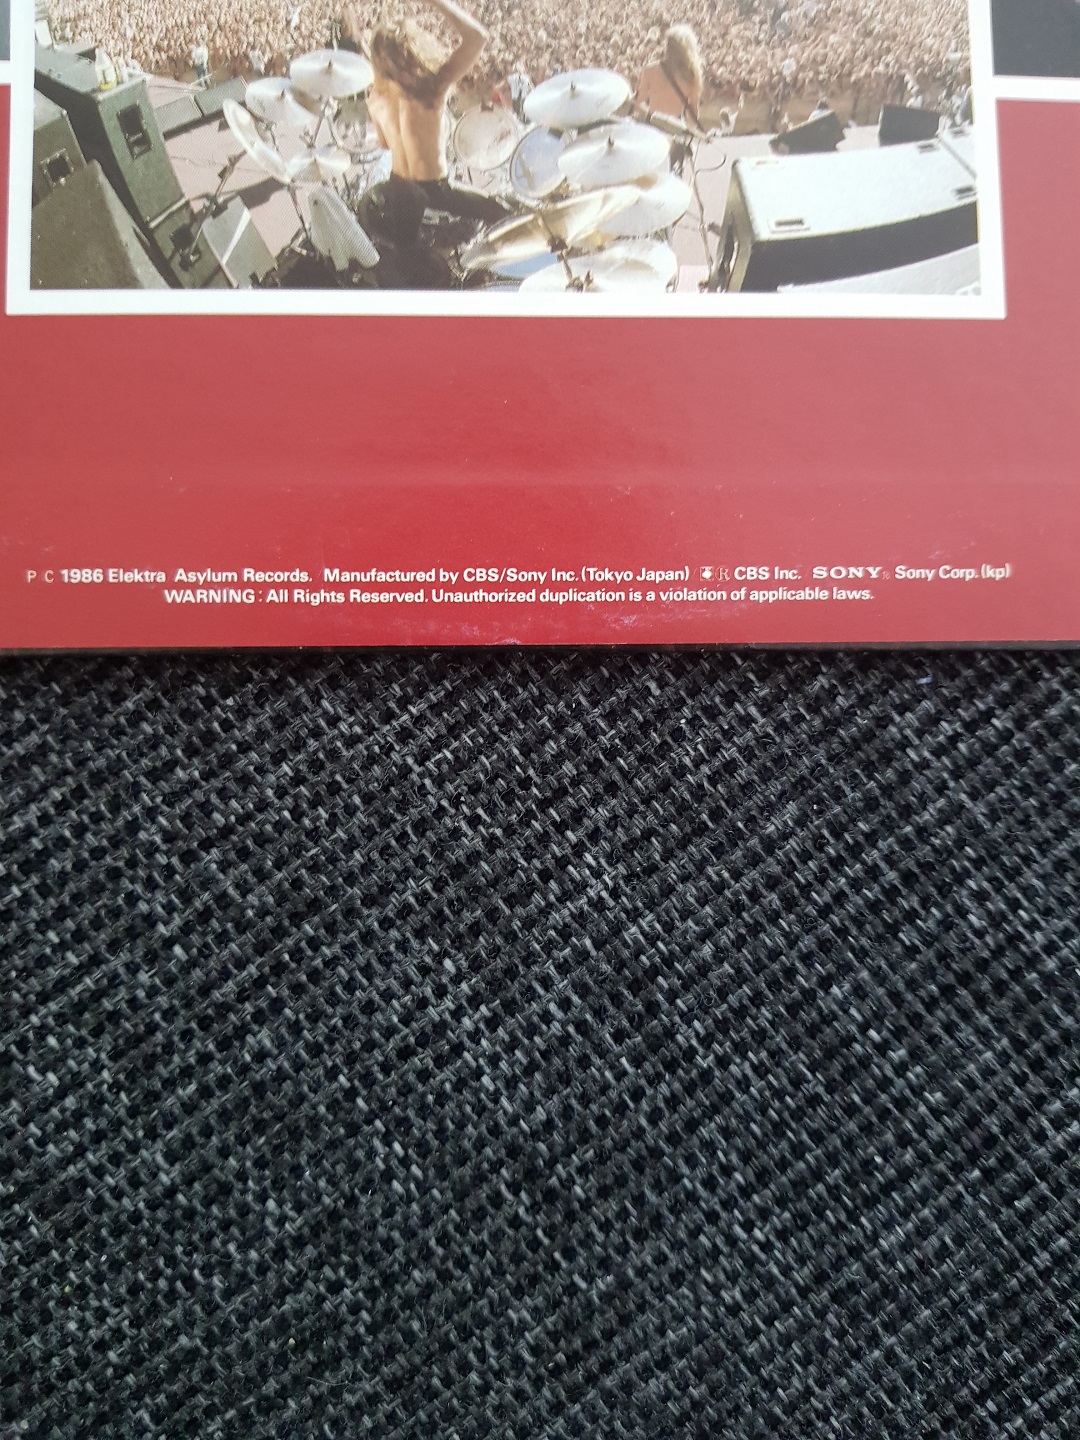 P C 1986 Elektra Asylum Records. Manufactured by CBS/Sony Inc. (Tokyo Japan) R CBS Inc. SONY® Sony Corp. (kp)
WARNING: All Rights Reserved. Unauthorized duplication is a violation of applicable laws.